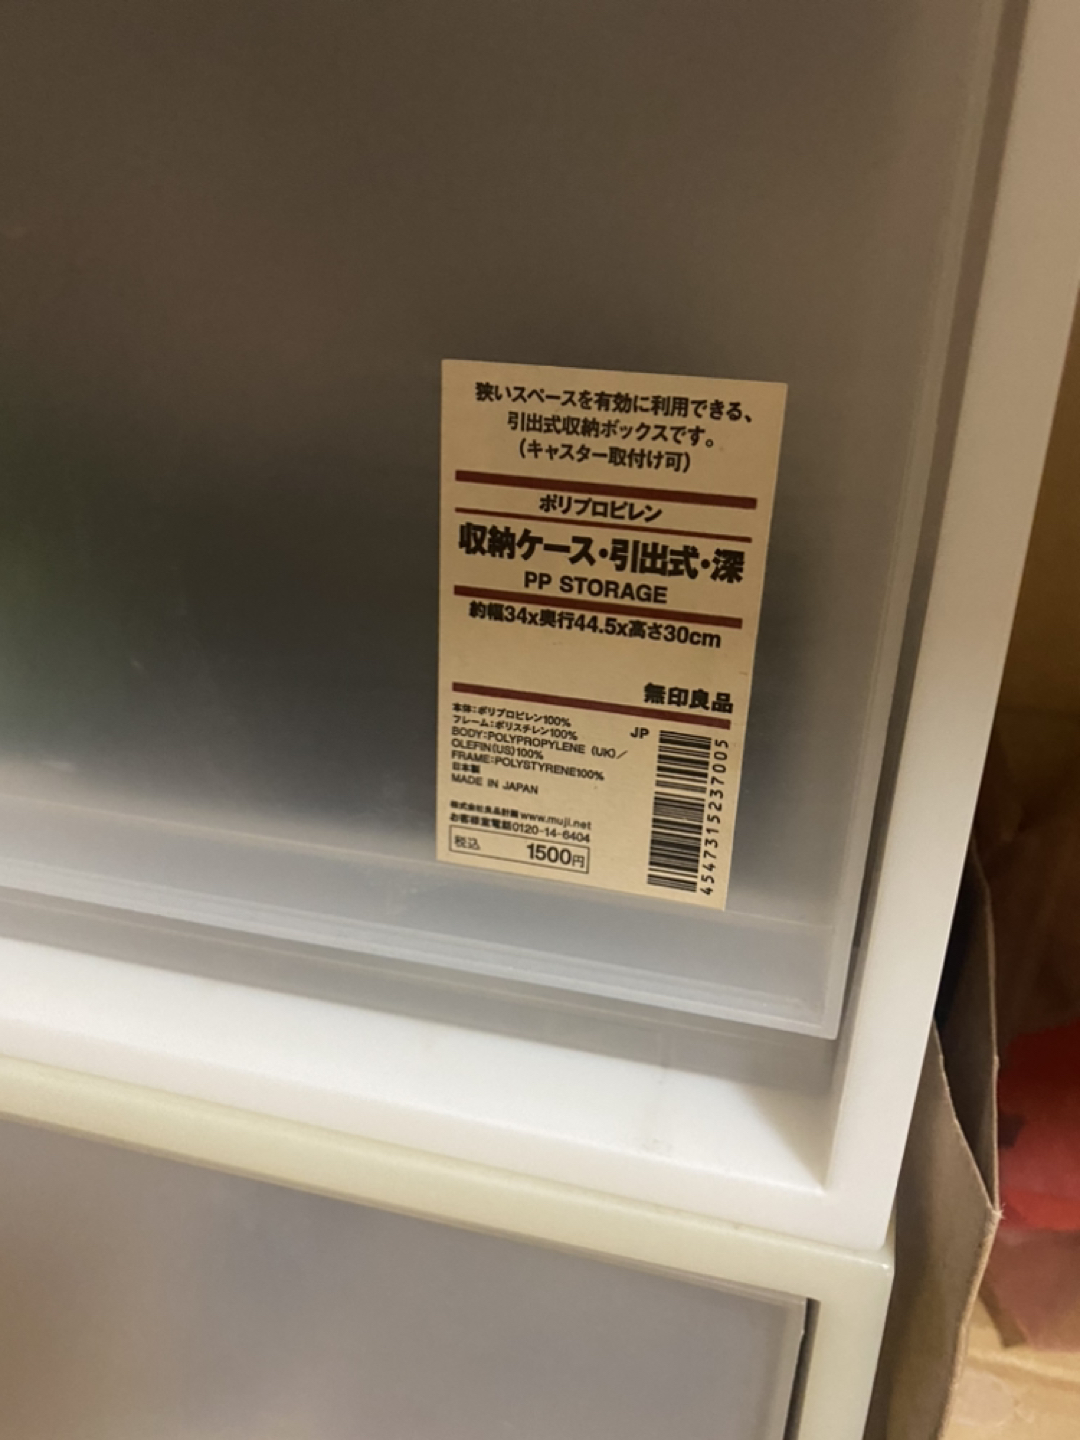 狭いスペースを有効に利用できる、
引出式収納ボックスです。
（キャスター取付け可）
ポリプロピレン
収納ケース・引出式・深
PP STORAGE
約幅34x奥行44.5x高さ30cm
無印良品
本体：ポリプロピレン100%
フレーム：ポリスチレン100%
BODY:POLYPROPYLENE (UK)／
OLEFIN(US)100%
FRAME:POLYSTYRENE100%
日本製
MADE IN JAPAN
株式会社良品計画 www.muji.net
お客様室電話0120-14-6404
税込 1500円
JP
4547315237005